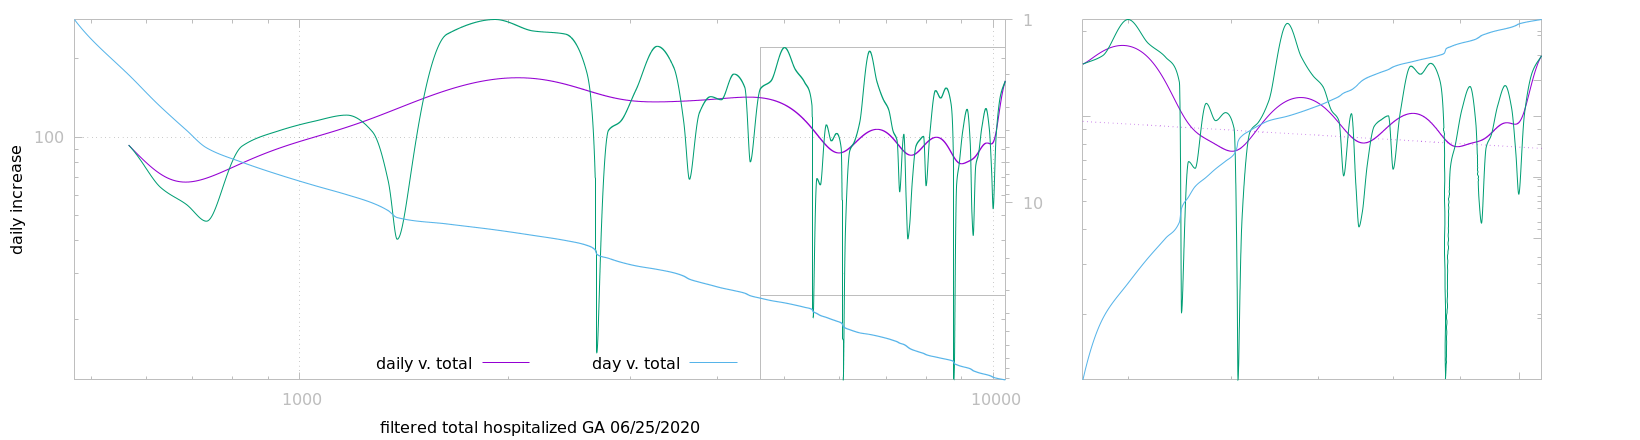 1
100
10
daily increase
daily v. total
day v. total
1000
10000
filtered total hospitalized GA 06/25/2020